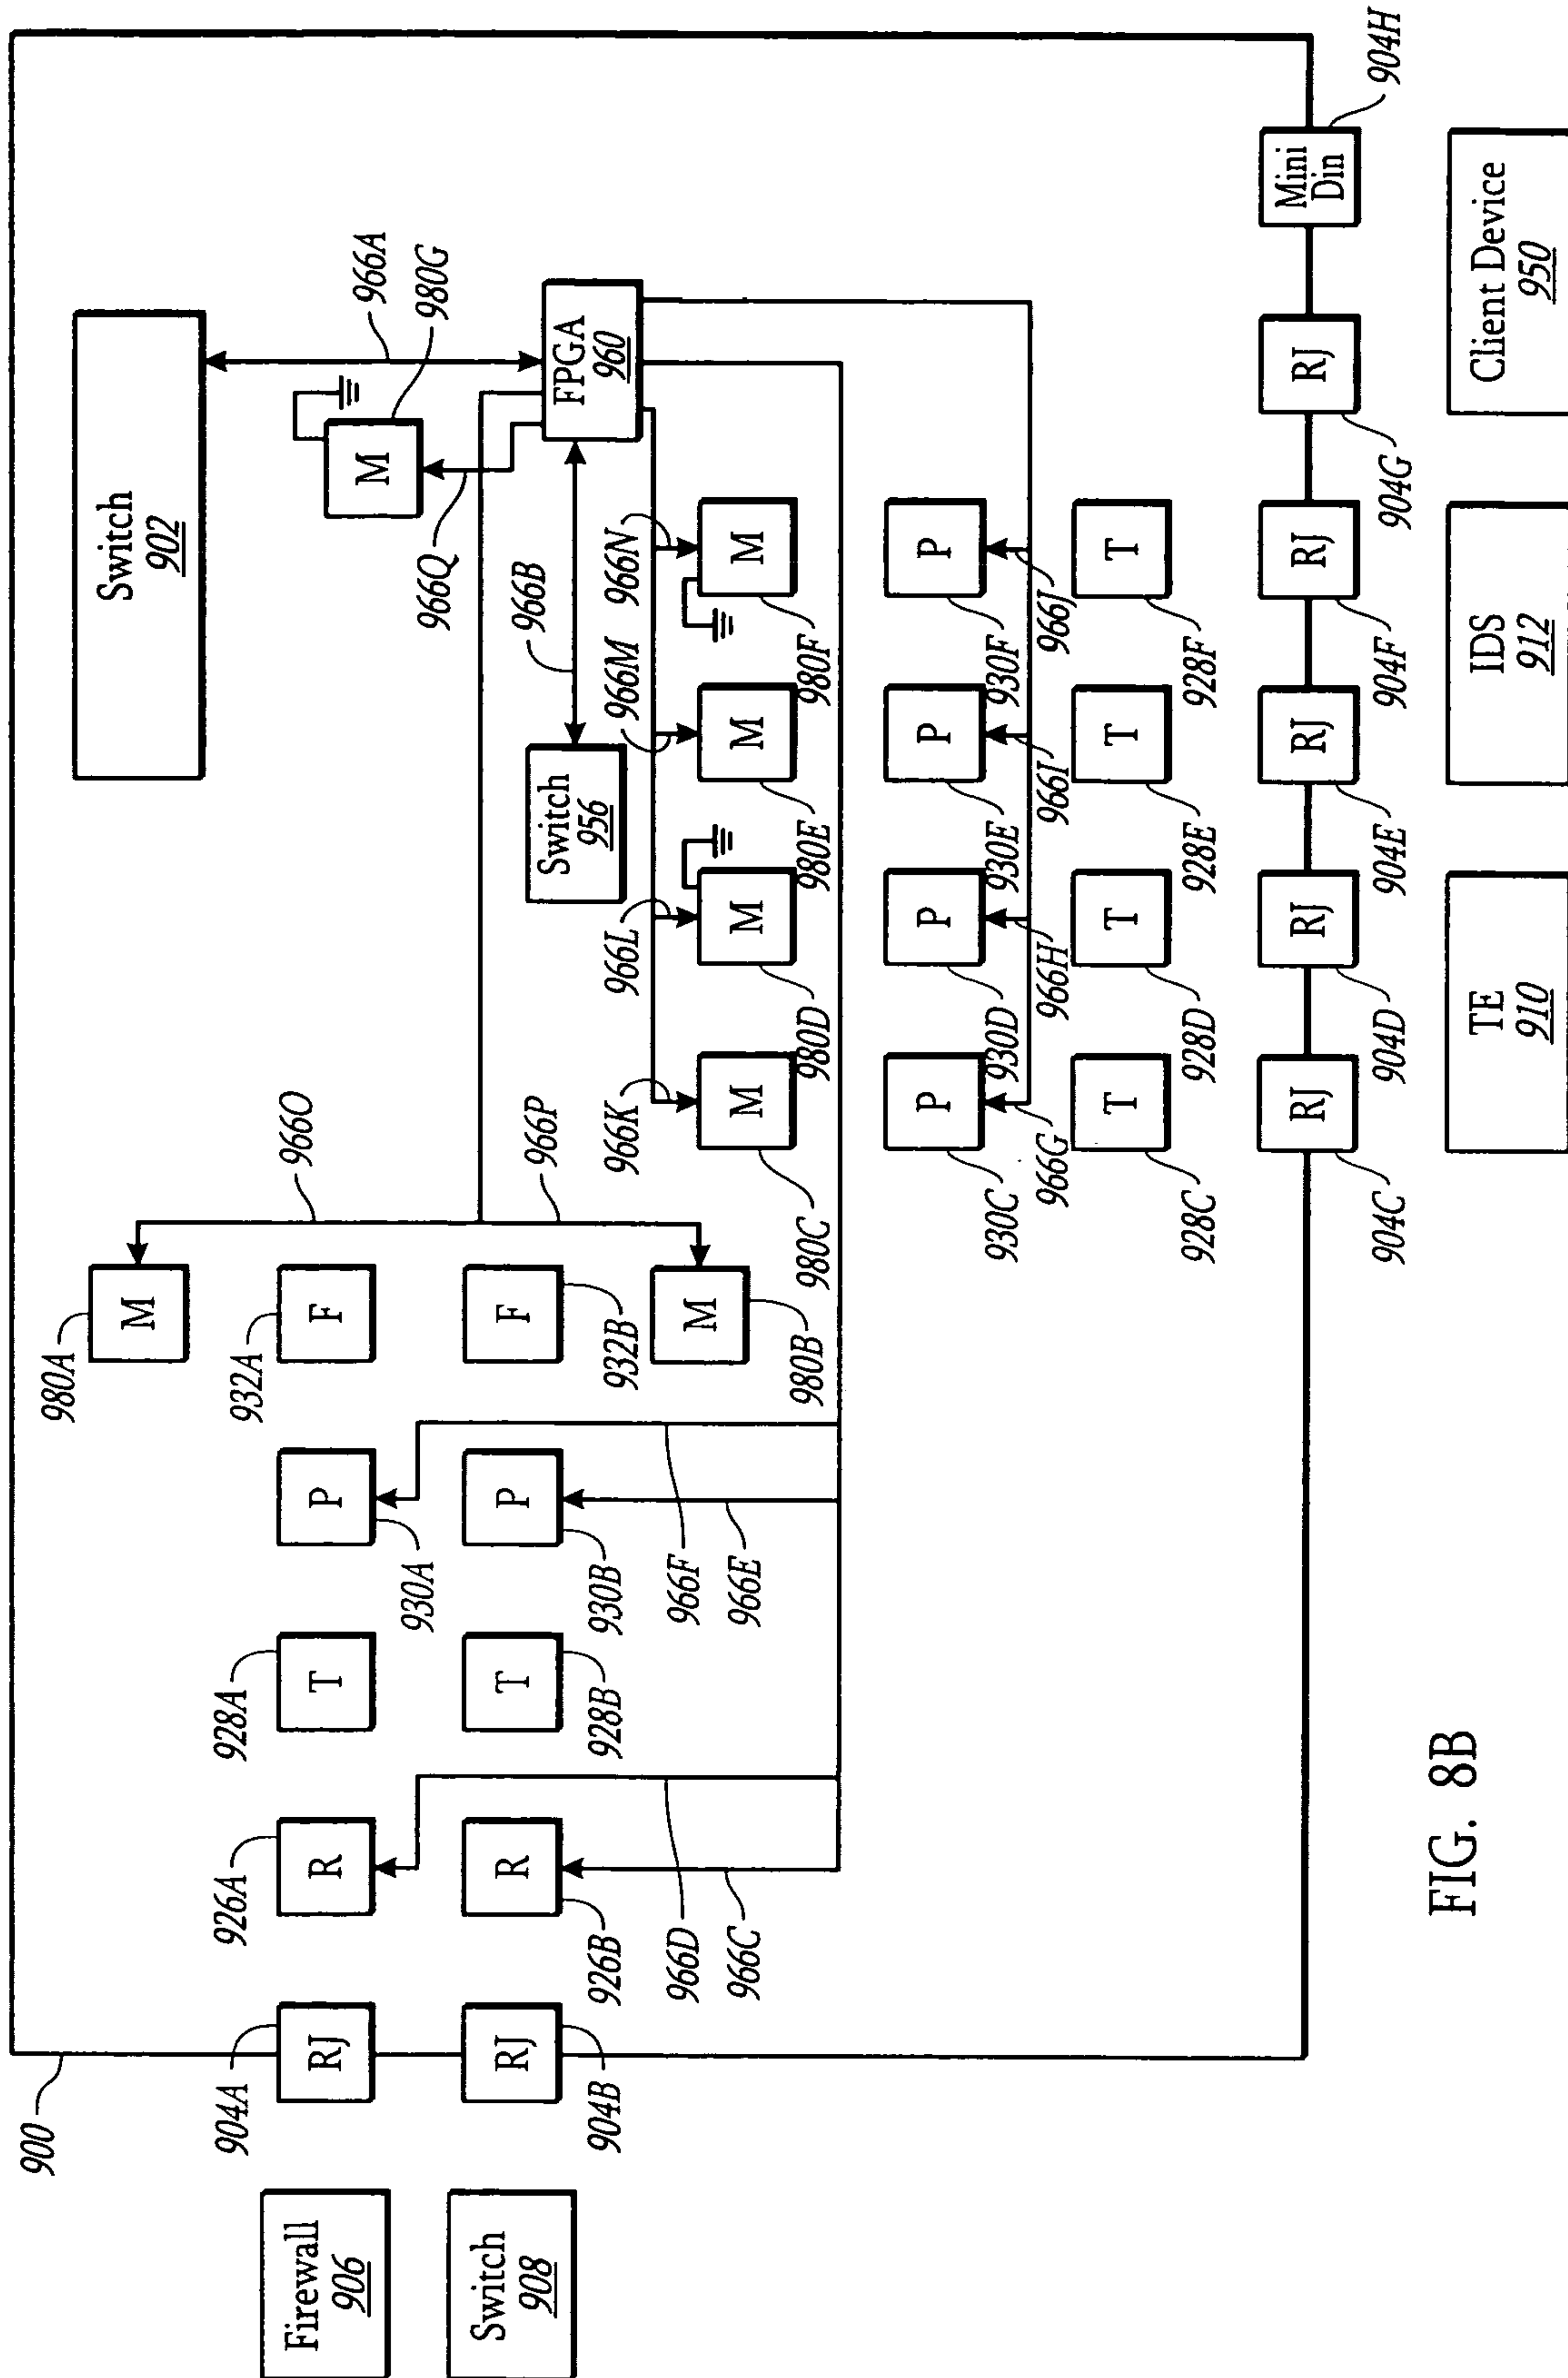 900
Firewall
906
Switch
908
904A
RJ
904B
RJ
926A
R
926B
R
966D
966C
928A
T
928B
T
930A
P
930B
P
966F
966E
980A
M
932A
F
932B
F
980B
M
966O
966P
Switch
902
966A
980G
M
966Q
FPGA
960
966B
Switch
956
966K
966L
966M
966N
M
M
M
M
980C
980D
980E
980F
P
P
P
P
930C
930D
930E
930F
966G
966H
966I
966J
T
T
T
T
928C
928D
928E
928F
RJ
RJ
RJ
RJ
RJ
Mini
Din
904C
904D
904E
904F
904G
904H
TE
910
IDS
912
Client Device
950
FIG. 8B